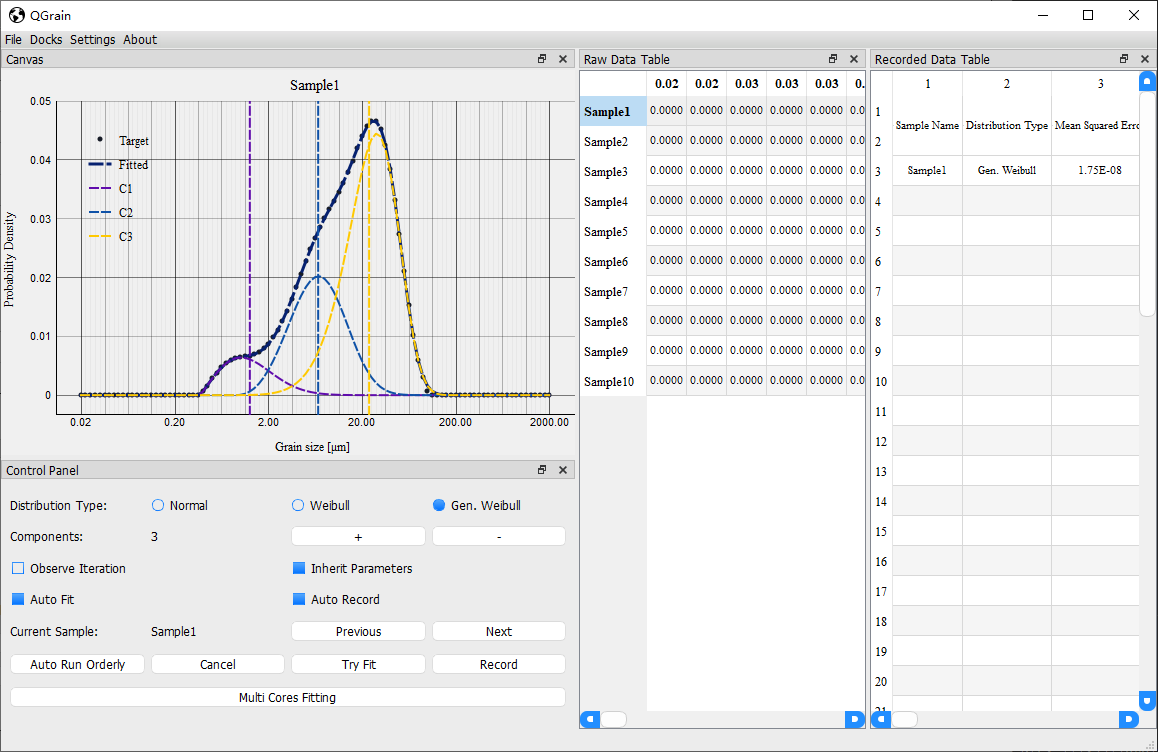 QGrain
File Docks Settings About
Canvas
Sample1
0.05
0.04
0.03
0.02
0.01
0
Probability Density
Target
Fitted
C1
C2
C3
0.02 0.20 2.00 20.00 200.00 2000.00
Grain size [μm]
Control Panel
Distribution Type: Normal Weibull Gen. Weibull
Components: 3 + -
Observe Iteration Inherit Parameters
Auto Fit Auto Record
Current Sample: Sample1 Previous Next
Auto Run Orderly Cancel Try Fit Record
Multi Cores Fitting
Raw Data Table
0.02 0.02 0.03 0.03 0.03 0.
Sample1 0.0000 0.0000 0.0000 0.0000 0.0000 0.0
Sample2 0.0000 0.0000 0.0000 0.0000 0.0000 0.0
Sample3 0.0000 0.0000 0.0000 0.0000 0.0000 0.0
Sample4 0.0000 0.0000 0.0000 0.0000 0.0000 0.0
Sample5 0.0000 0.0000 0.0000 0.0000 0.0000 0.0
Sample6 0.0000 0.0000 0.0000 0.0000 0.0000 0.0
Sample7 0.0000 0.0000 0.0000 0.0000 0.0000 0.0
Sample8 0.0000 0.0000 0.0000 0.0000 0.0000 0.0
Sample9 0.0000 0.0000 0.0000 0.0000 0.0000 0.0
Sample10 0.0000 0.0000 0.0000 0.0000 0.0000 0.0
Recorded Data Table
1 2 3
1
Sample Name Distribution Type Mean Squared Erro
2
3 Sample1 Gen. Weibull 1.75E-08
4
5
6
7
8
9
10
11
12
13
14
15
16
17
18
19
20
21